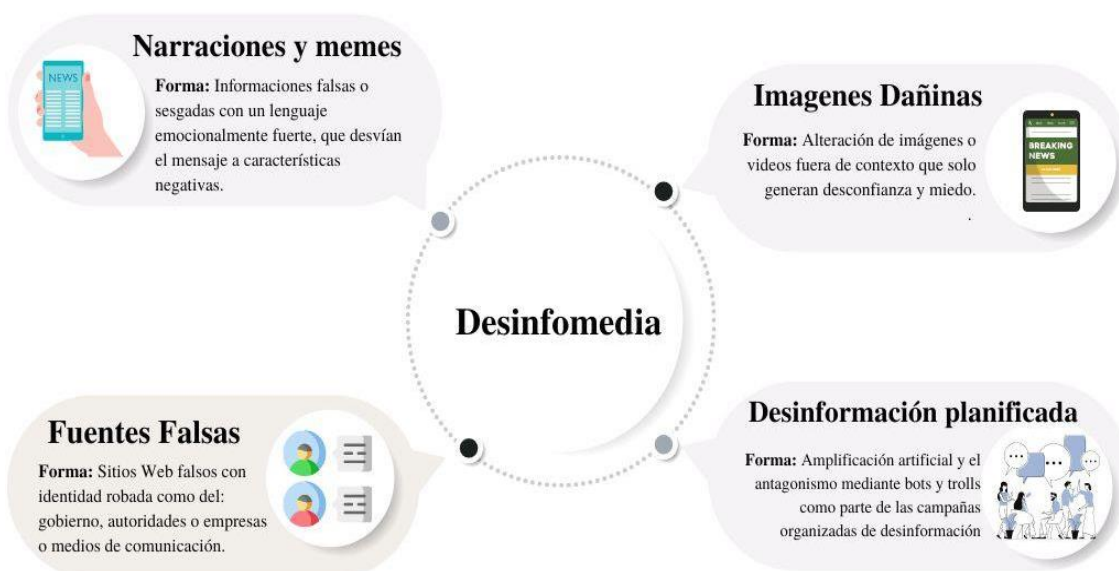 Narraciones y memes
Forma: Informaciones falsas o
sesgadas con un lenguaje
emocionalmente fuerte, que desvían
el mensaje a características
negativas.
NEWS
Imagenes Dañinas
Forma: Alteración de imágenes o
videos fuera de contexto que solo
generan desconfianza y miedo.
.
BREAKING
NEWS
Desinfomedia
Fuentes Falsas
Forma: Sitios Web falsos con
identidad robada como del:
gobierno, autoridades o empresas
o medios de comunicación.
Desinformación planificada
Forma: Amplificación artificial y el
antagonismo mediante bots y trolls
como parte de las campañas
organizadas de desinformación